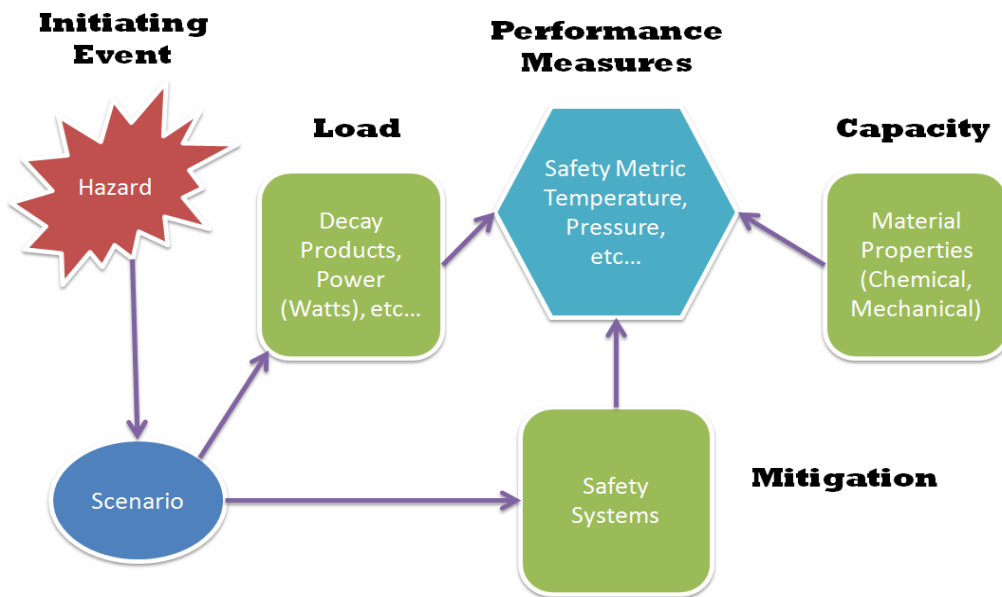 Initiating
Event
Performance
Measures
Load
Capacity
Hazard
Decay
Products,
Power
(Watts), etc...
Safety Metric
Temperature,
Pressure,
etc...
Material
Properties
(Chemical,
Mechanical)
Scenario
Safety
Systems
Mitigation